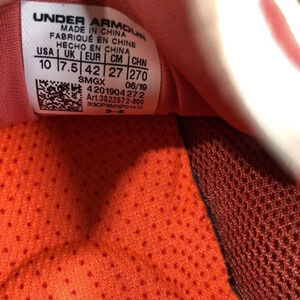 UNDER ARMOUR
MADE IN CHINA
FABRIQUÉ EN CHINE
HECHO EN CHINA
USA UK EUR CM CHN
10 7.5 42 27 270
SMGX 06/19
4201904272
Art.3022572-800